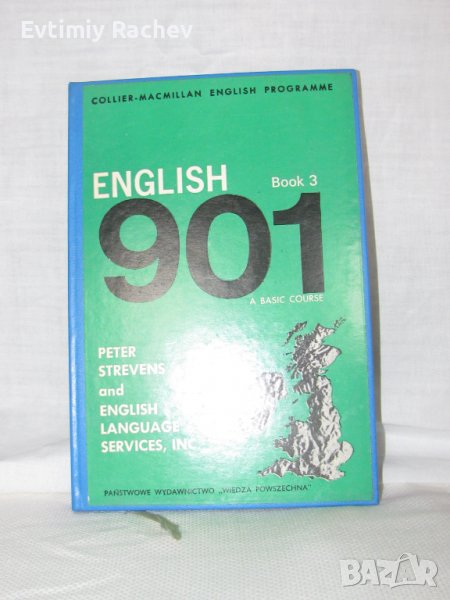 Evtimiy Rachev
COLLIER-MACMILLAN ENGLISH PROGRAMME
ENGLISH Book 3
901
A BASIC COURSE
PETER
STREVENS
and
ENGLISH
LANGUAGE
SERVICES, INC.
PAŃSTWOWE WYDAWNICTWO „WIEDZA POWSZECHNA"
BAZAR